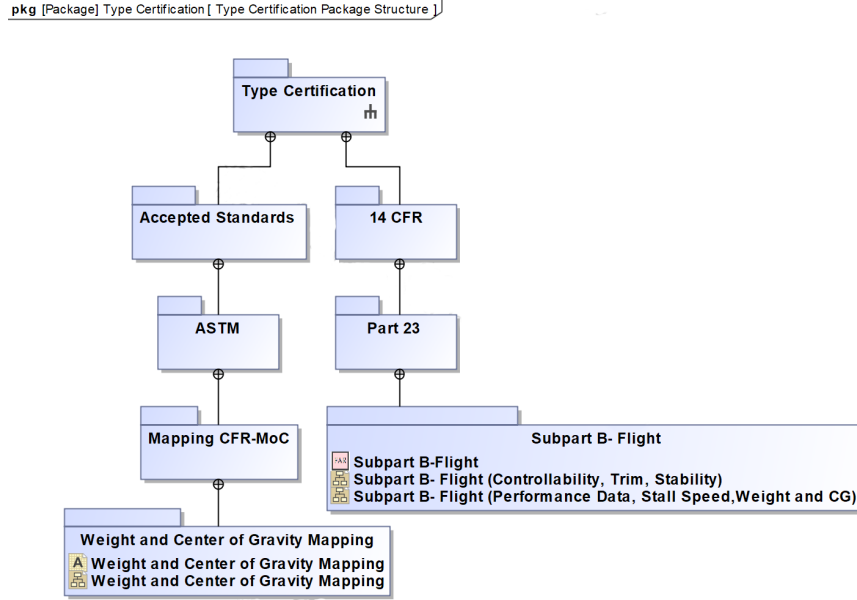 pkg [Package] Type Certification [ Type Certification Package Structure ]
Type Certification
Accepted Standards
14 CFR
ASTM
Part 23
Mapping CFR-MoC
Subpart B- Flight
Subpart B-Flight
Subpart B- Flight (Controllability, Trim, Stability)
Subpart B- Flight (Performance Data, Stall Speed,Weight and CG)
Weight and Center of Gravity Mapping
A Weight and Center of Gravity Mapping
Weight and Center of Gravity Mapping